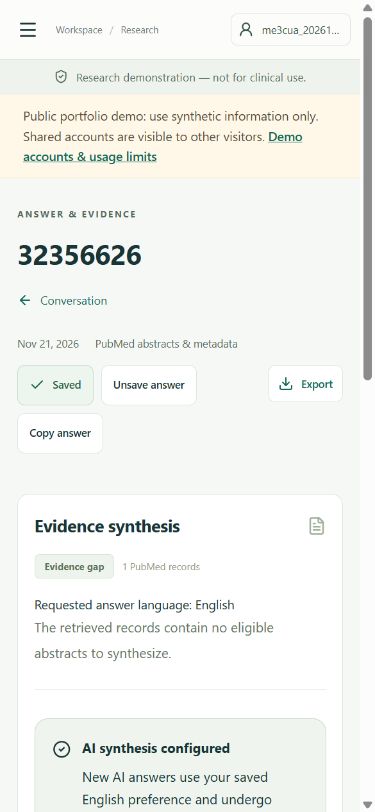 Workspace / Research
me3cua_20261...
Research demonstration — not for clinical use.
Public portfolio demo: use synthetic information only.
Shared accounts are visible to other visitors. Demo
accounts & usage limits
ANSWER & EVIDENCE
32356626
Conversation
Nov 21, 2026 PubMed abstracts & metadata
Saved
Unsave answer
Export
Copy answer
Evidence synthesis
Evidence gap
1 PubMed records
Requested answer language: English
The retrieved records contain no eligible
abstracts to synthesize.
AI synthesis configured
New AI answers use your saved
English preference and undergo